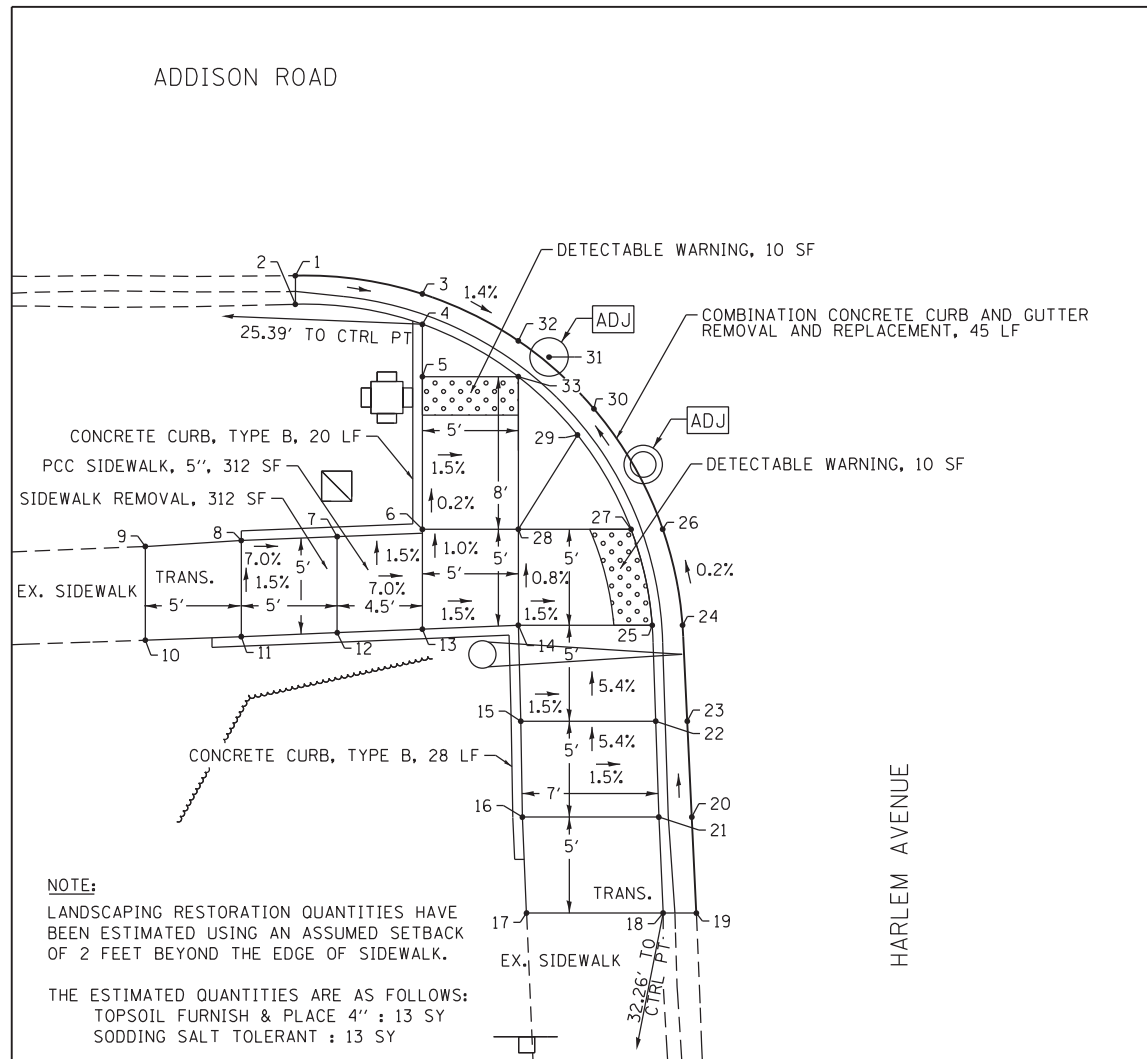 ADDISON ROAD
DETECTABLE WARNING, 10 SF
2
1
3
1.4%
ADJ
COMBINATION CONCRETE CURB AND GUTTER
REMOVAL AND REPLACEMENT, 45 LF
4
25.39' TO CTRL PT
32
31
5
33
30
ADJ
5'
8'
29
CONCRETE CURB, TYPE B, 20 LF
1.5%
DETECTABLE WARNING, 10 SF
PCC SIDEWALK, 5'', 312 SF
SIDEWALK REMOVAL, 312 SF
0.2%
6
7
8
9
28
27
26
7.0%
5'
1.5%
1.0%
5'
5'
EX. SIDEWALK
TRANS.
1.5%
7.0%
5'
0.8%
0.2%
5'
5'
4.5'
1.5%
1.5%
10
11
12
13
14
25
24
5'
5.4%
1.5%
15
22
23
CONCRETE CURB, TYPE B, 28 LF
5'
5.4%
1.5%
7'
16
21
20
5'
HARLEM AVENUE
NOTE:
TRANS.
LANDSCAPING RESTORATION QUANTITIES HAVE
BEEN ESTIMATED USING AN ASSUMED SETBACK
OF 2 FEET BEYOND THE EDGE OF SIDEWALK.
17
18
19
EX. SIDEWALK
32.26' TO
CTRL PT.
THE ESTIMATED QUANTITIES ARE AS FOLLOWS:
TOPSOIL FURNISH & PLACE 4'' : 13 SY
SODDING SALT TOLERANT : 13 SY